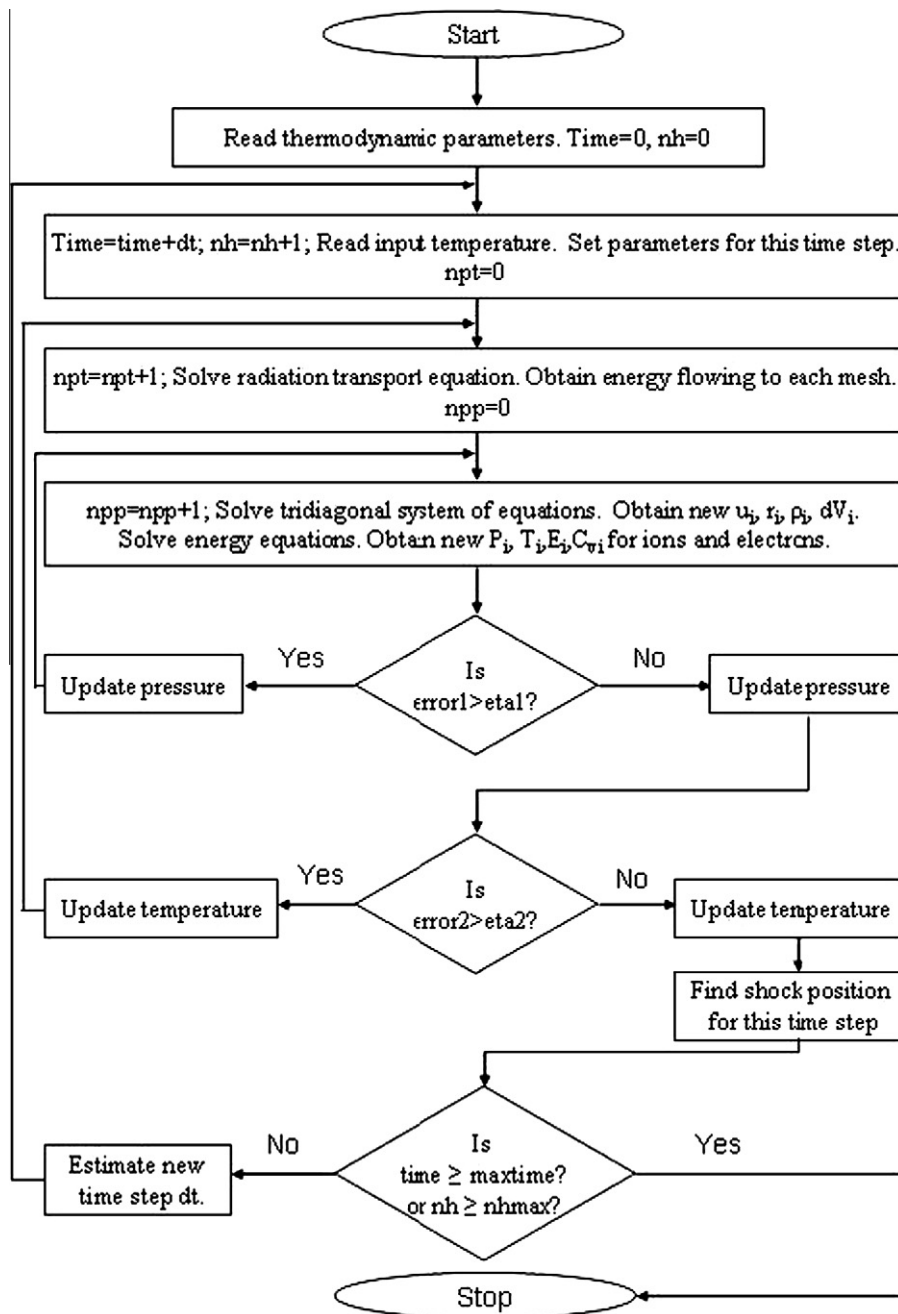 Start
Read thermodynamic parameters. Time=0, nh=0
Time=time+dt; nh=nh+1; Read input temperature. Set parameters for this time step.
npt=0
npt=npt+1; Solve radiation transport equation. Obtain energy flowing to each mesh.
npp=0
npp=npp+1; Solve tridiagonal system of equations. Obtain new uᵢ, rᵢ, ρᵢ, dVᵢ.
Solve energy equations. Obtain new Pᵢ, Tᵢ,Eᵢ,Cᵥᵢ for ions and electrons.
Yes
Is
error1>eta1?
No
Update pressure
Update pressure
Yes
Is
error2>eta2?
No
Update temperature
Update temperature
Find shock position
for this time step
No
Is
time ≥ maxtime?
or nh ≥ nhmax?
Yes
Estimate new
time step dt.
Stop